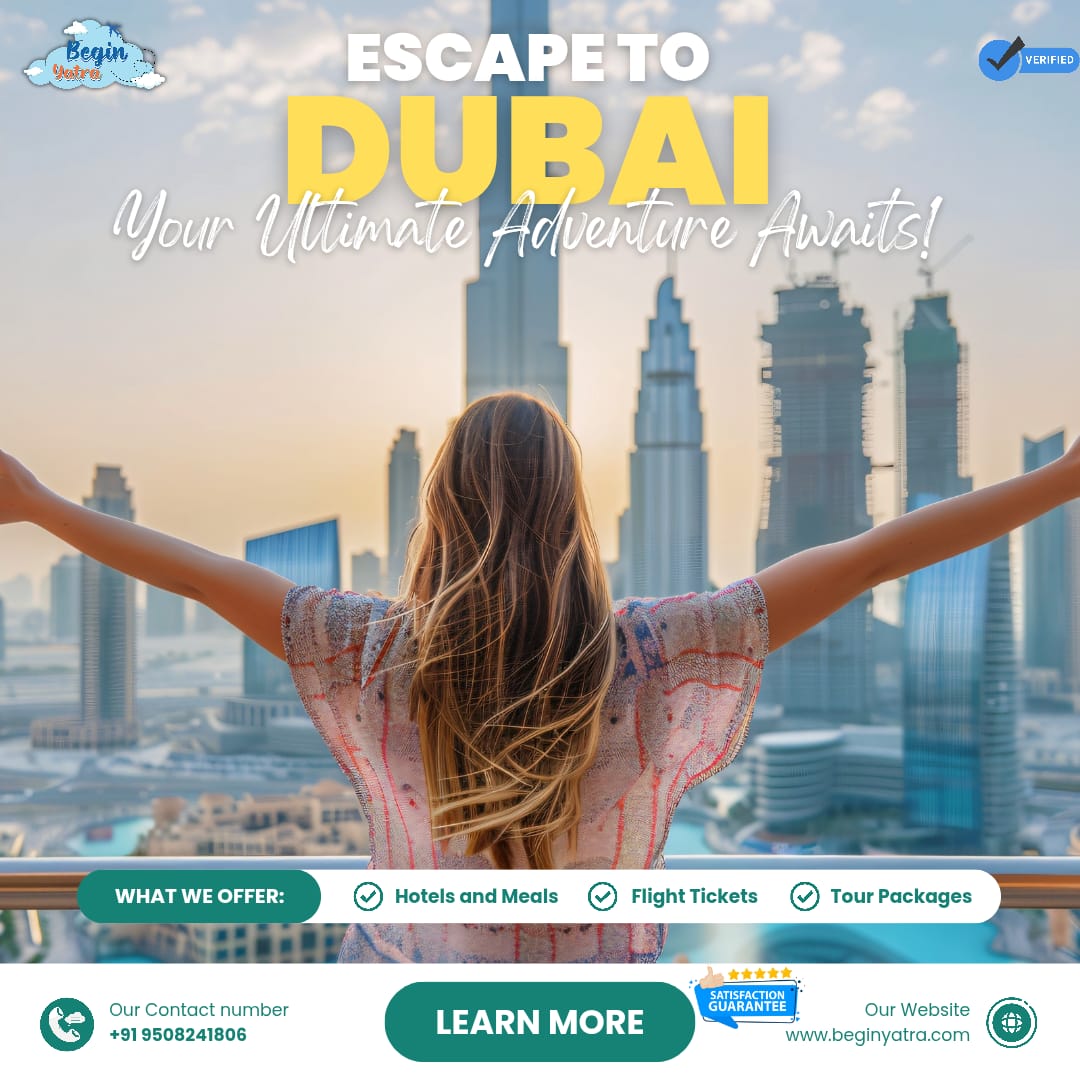 Begin
Yatra
VERIFIED
ESCAPE TO
DUBAI
Your Ultimate Adventure Awaits!
WHAT WE OFFER:
Hotels and Meals
Flight Tickets
Tour Packages
Our Contact number
+91 9508241806
LEARN MORE
SATISFACTION
GUARANTEE
Our Website
www.beginyatra.com